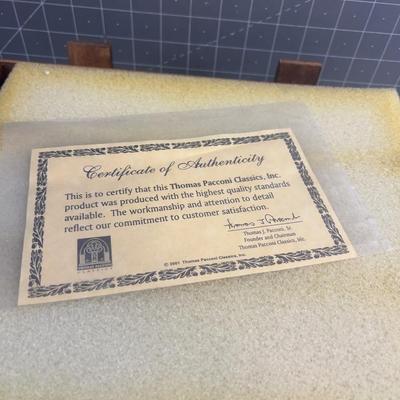 Certificate of Authenticity
This is to certify that this Thomas Pacconi Classics, Inc.
product was produced with the highest quality standards
available. The workmanship and attention to detail
reflect our commitment to customer satisfaction.
Thomas J. Pacconi, Sr.
Founder and Chairman
Thomas Pacconi Classics, Inc.
© 2001 Thomas Pacconi Classics, Inc.